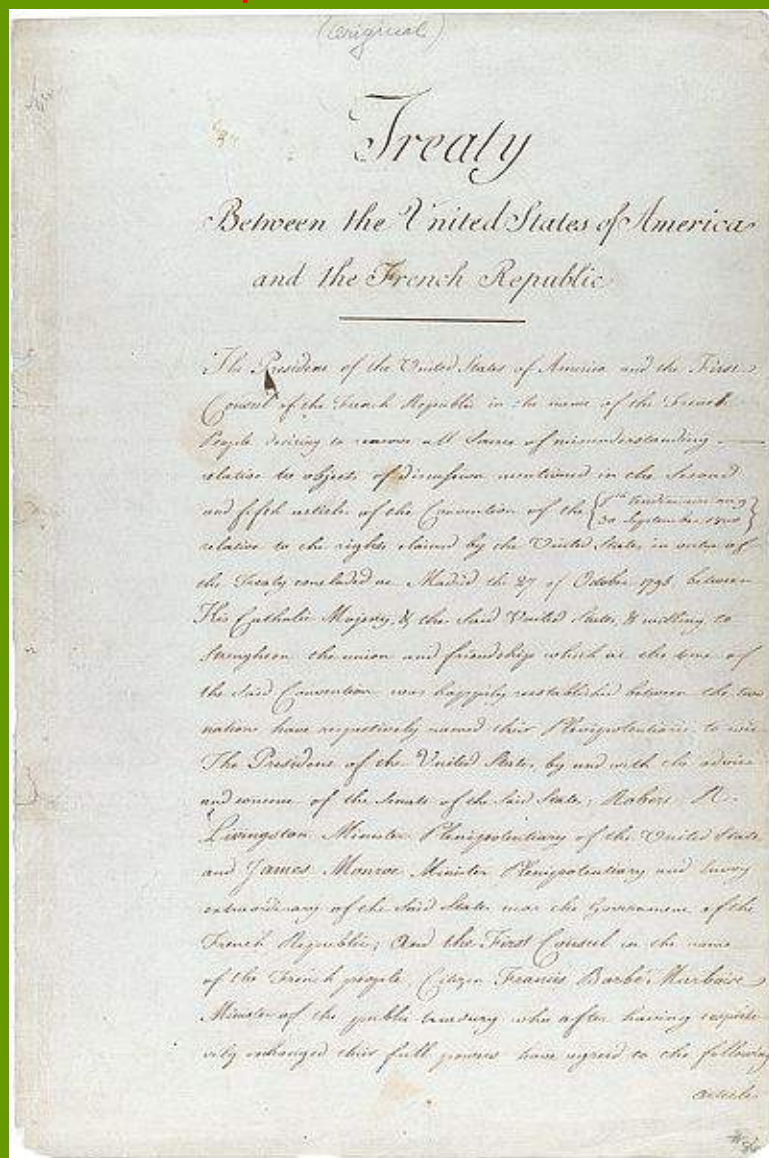 (Original)
Treaty
Between the United States of America
and the French Republic
The President of the United States of America and the First
Consul of the French Republic in the name of the French
People desiring to remove all Source of misunderstanding
relative to objects of discussion mentioned in the Second
and fifth articles of the Convention of the { 8th Vendémiaire an 9
30 September 1800 }
relative to the rights claimed by the United States in virtue of
the Treaty concluded at Madrid the 27 of October 1795 between
His Catholic Majesty, & the Said United States, & willing to
Strengthen the union and friendship which at the time of
the Said Convention was happily reestablished between the two
nations have respectively named their Plenipotentiaries to wit
The President of the United States, by and with the advice
and consent of the Senate of the Said States; Robert R.
Livingston Minister Plenipotentiary of the United States
and James Monroe Minister Plenipotentiary and Envoy
extraordinary of the Said States near the Government of the
French Republic; And the First Consul in the name
of the French people, Citizen Francis Barbé Marbois
Minister of the public treasury who after having respecti-
vely exchanged their full powers have agreed to the following
articles